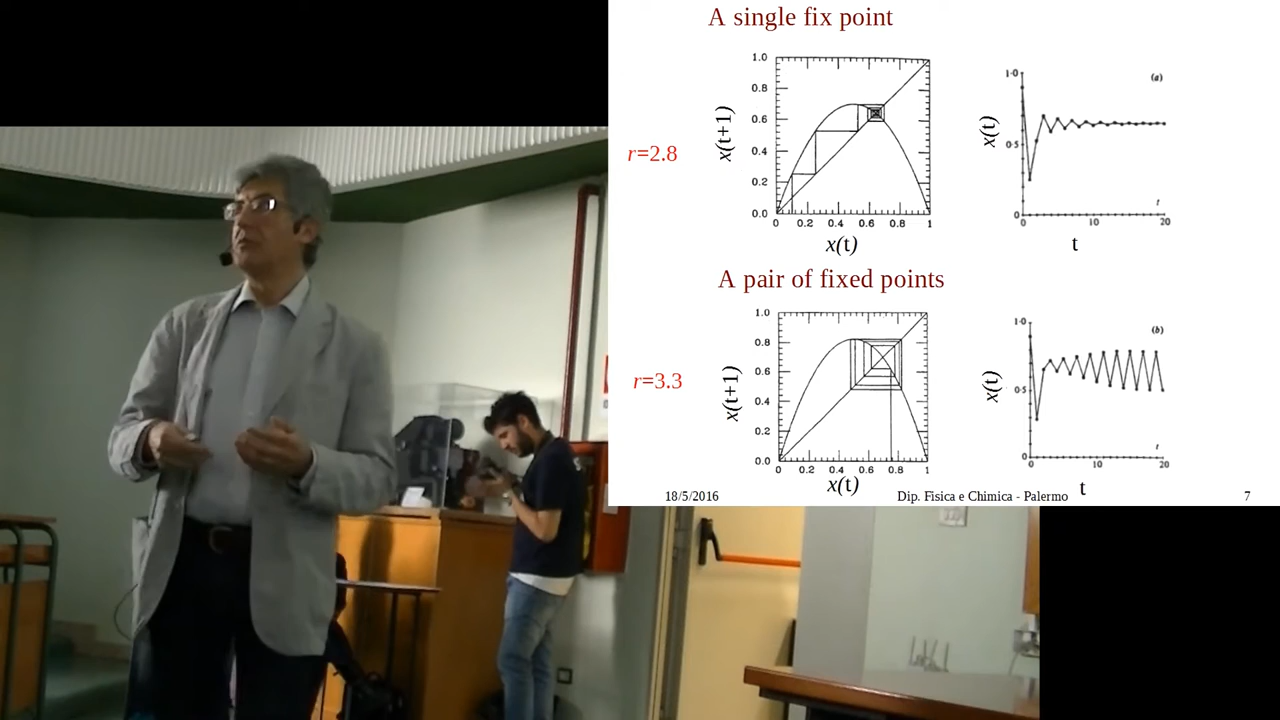 A single fix point
r=2.8
x(t+1)
1.0
0.8
0.6
0.4
0.2
0.0
0 0.2 0.4 0.6 0.8 1
x(t)
x(t)
1·0
0·5
0
(a)
t
0 10 20
t
A pair of fixed points
r=3.3
x(t+1)
1.0
0.8
0.6
0.4
0.2
0.0
0 0.2 0.4 0.6 0.8 1
x(t)
x(t)
1·0
0·5
0
(b)
t
0 10 20
t
18/5/2016 Dip. Fisica e Chimica - Palermo 7